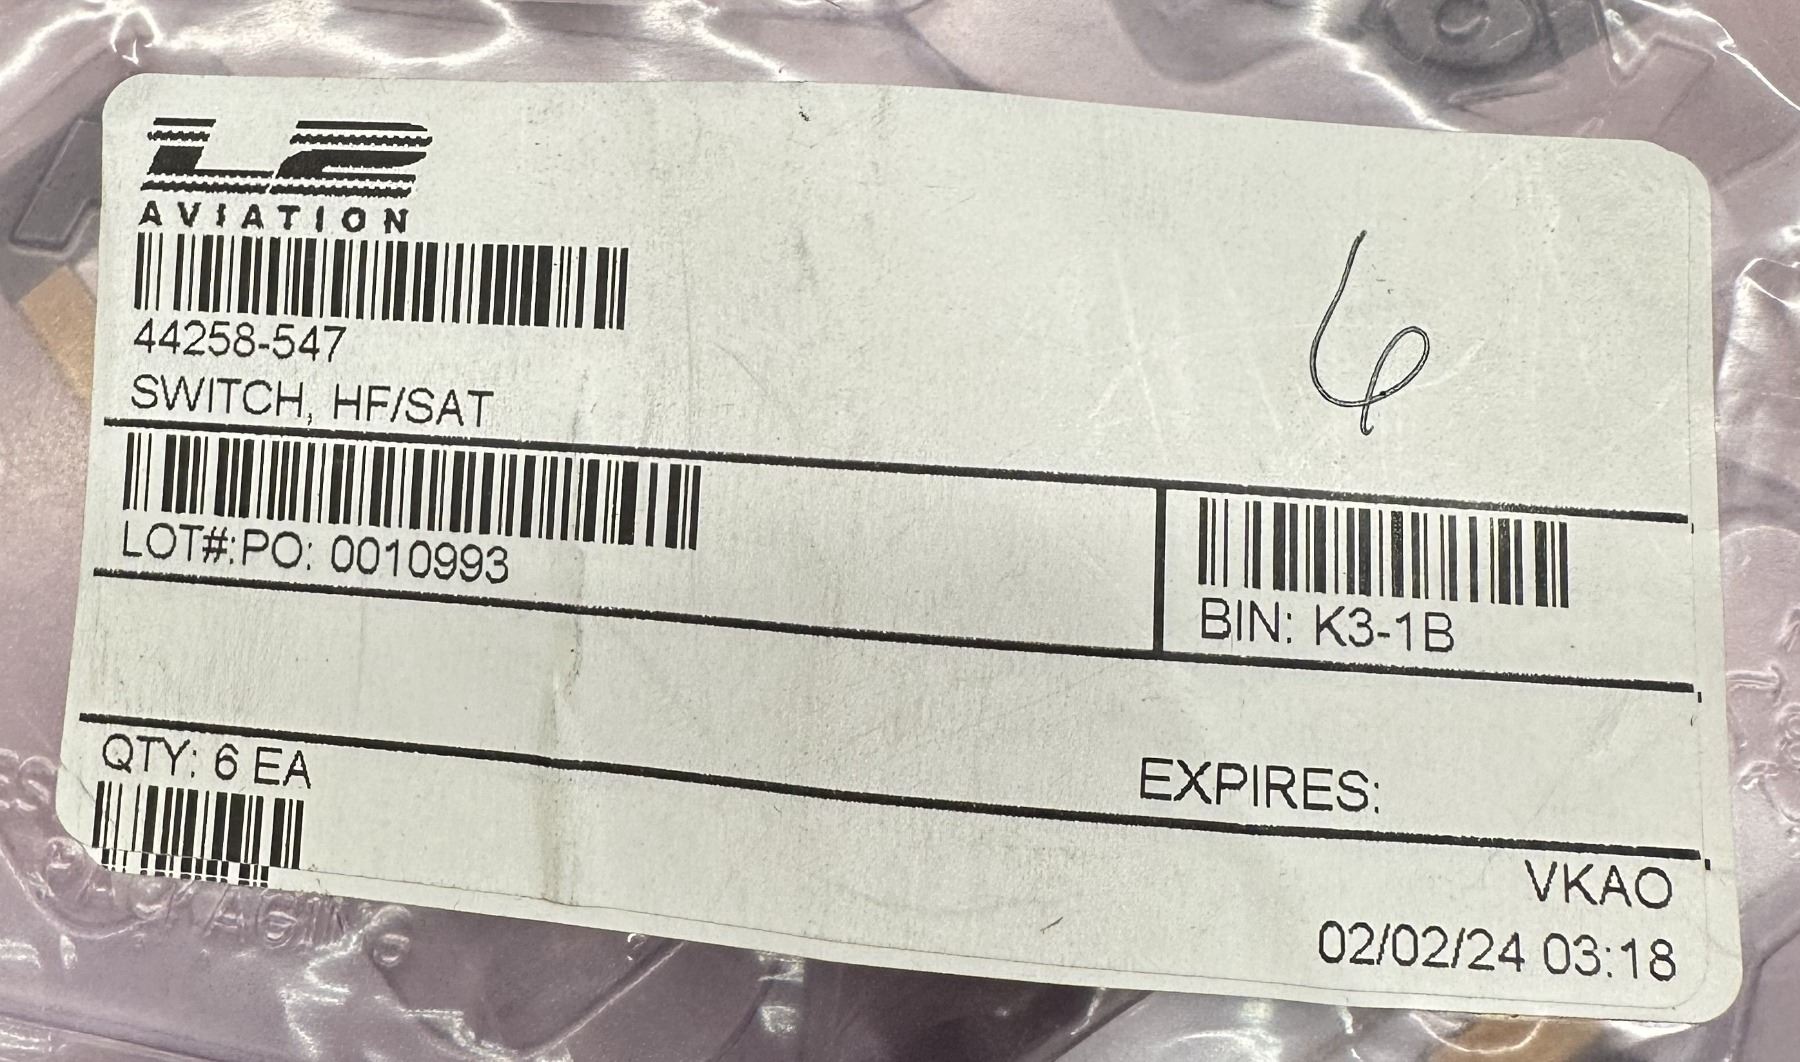 L2
AVIATION
44258-547
SWITCH, HF/SAT
6
LOT#:PO: 0010993
BIN: K3-1B
QTY: 6 EA
EXPIRES:
VKAO
02/02/24 03:18
PACKAGING